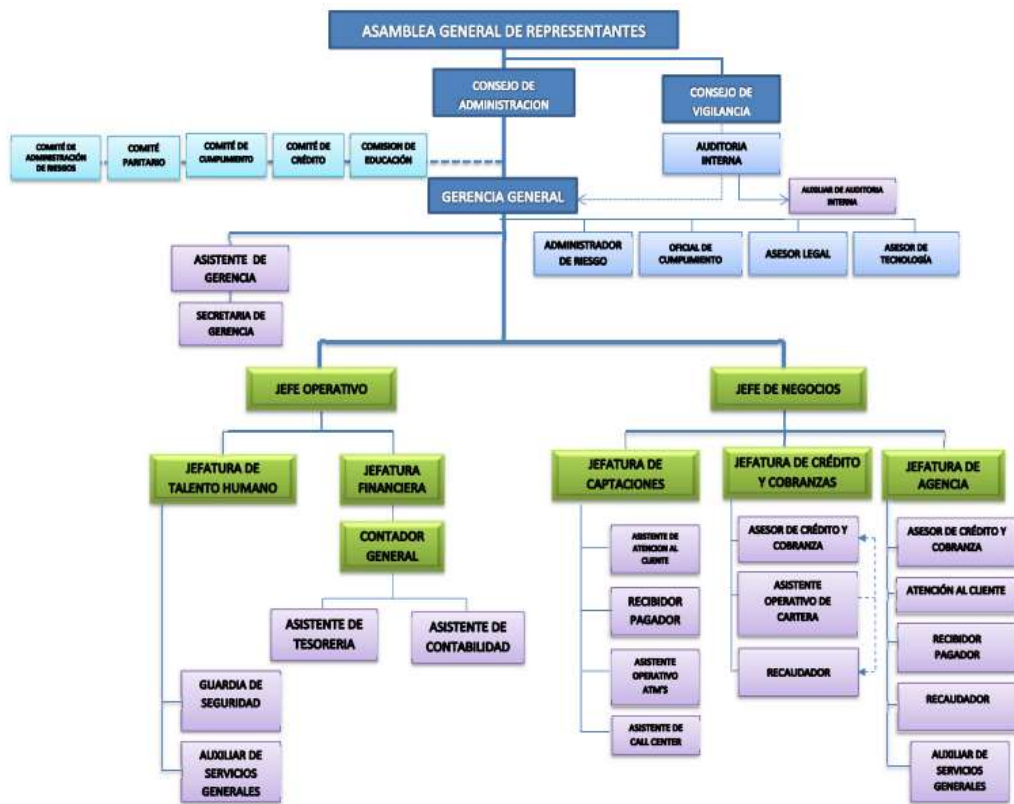 ASAMBLEA GENERAL DE REPRESENTANTES
CONSEJO DE
ADMINISTRACION
CONSEJO DE
VIGILANCIA
COMITÉ DE
ADMINISTRACIÓN
DE RIESGOS
COMITÉ
PARITARIO
COMITÉ DE
CUMPLIMIENTO
COMITÉ DE
CRÉDITO
COMISION DE
EDUCACIÓN
AUDITORIA
INTERNA
GERENCIA GENERAL
AUXILIAR DE AUDITORIA
INTERNA
ASISTENTE DE
GERENCIA
ADMINISTRADOR
DE RIESGO
OFICIAL DE
CUMPLIMIENTO
ASESOR LEGAL
ASESOR DE
TECNOLOGÍA
SECRETARIA DE
GERENCIA
JEFE OPERATIVO
JEFE DE NEGOCIOS
JEFATURA DE
TALENTO HUMANO
JEFATURA
FINANCIERA
JEFATURA DE
CAPTACIONES
JEFATURA DE CRÉDITO
Y COBRANZAS
JEFATURA DE
AGENCIA
CONTADOR
GENERAL
ASISTENTE DE
TESORERIA
ASISTENTE DE
CONTABILIDAD
GUARDIA DE
SEGURIDAD
AUXILIAR DE
SERVICIOS
GENERALES
ASISTENTE DE
ATENCION AL
CLIENTE
RECIBIDOR
PAGADOR
ASISTENTE
OPERATIVO
ATM'S
ASISTENTE DE
CALL CENTER
ASESOR DE CRÉDITO Y
COBRANZA
ASISTENTE
OPERATIVO DE
CARTERA
RECAUDADOR
ASESOR DE CRÉDITO Y
COBRANZA
ATENCIÓN AL CLIENTE
RECIBIDOR
PAGADOR
RECAUDADOR
AUXILIAR DE
SERVICIOS
GENERALES